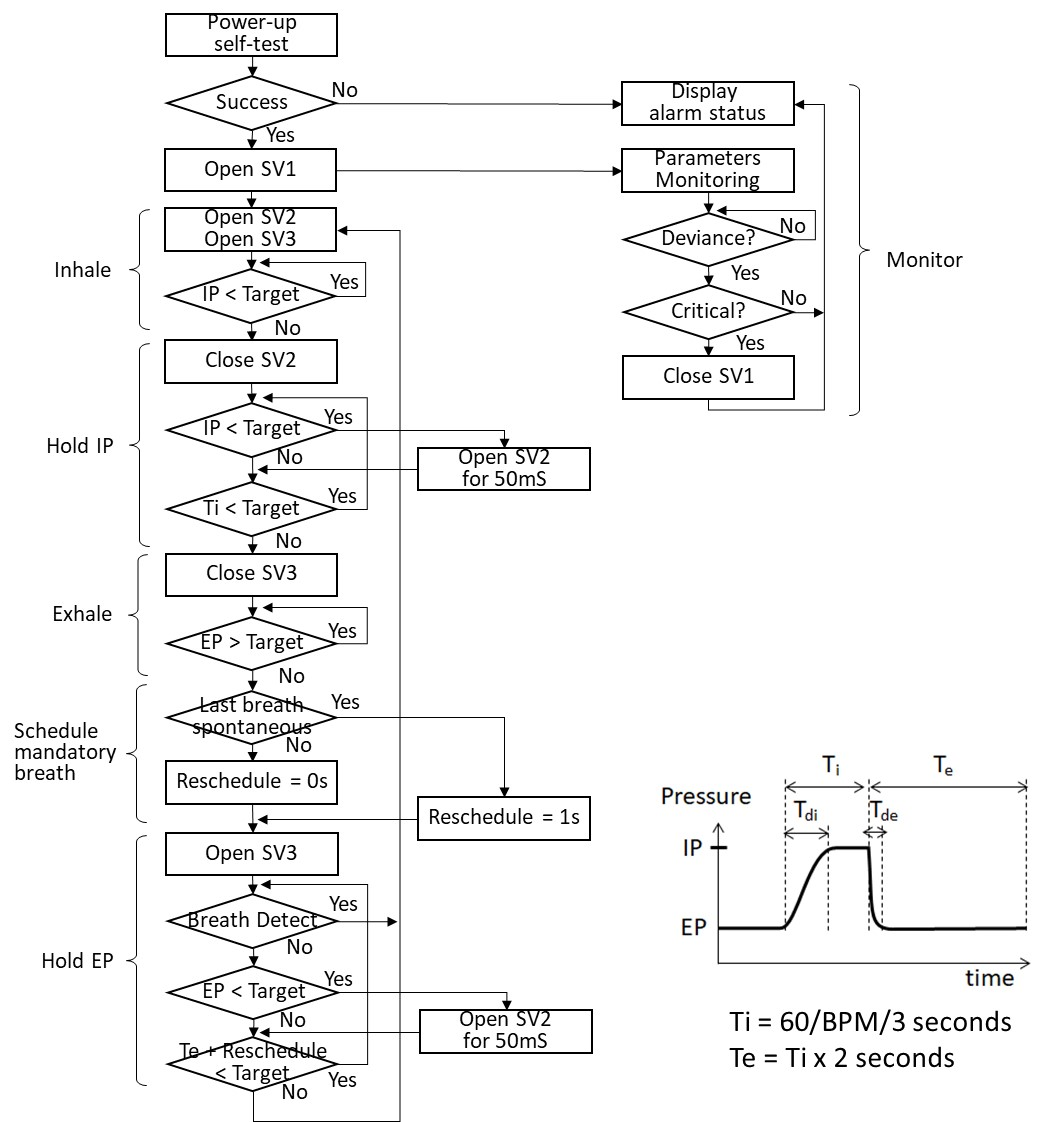 Power-up
self-test
Success
No
Yes
Display
alarm status
Open SV1
Parameters
Monitoring
Inhale
Open SV2
Open SV3
Deviance?
No
Yes
Monitor
IP < Target
Yes
No
Critical?
No
Yes
Close SV1
Hold IP
Close SV2
IP < Target
Yes
No
Open SV2
for 50mS
Ti < Target
Yes
No
Exhale
Close SV3
EP > Target
Yes
No
Schedule
mandatory
breath
Last breath
spontaneous
Yes
No
Reschedule = 0s
Reschedule = 1s
Hold EP
Open SV3
Breath Detect
Yes
No
EP < Target
Yes
No
Open SV2
for 50mS
Te + Reschedule
< Target
Yes
No
Ti
Te
Pressure
Tdi
Tde
IP
EP
time
Ti = 60/BPM/3 seconds
Te = Ti x 2 seconds